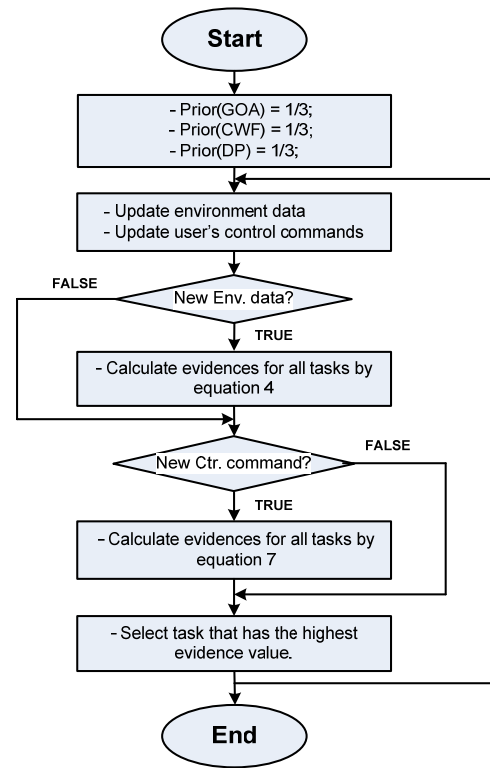 Start
- Prior(GOA) = 1/3;
- Prior(CWF) = 1/3;
- Prior(DP) = 1/3;
- Update environment data
- Update user's control commands
FALSE
New Env. data?
TRUE
- Calculate evidences for all tasks by
equation 4
FALSE
New Ctr. command?
TRUE
- Calculate evidences for all tasks by
equation 7
- Select task that has the highest
evidence value.
End